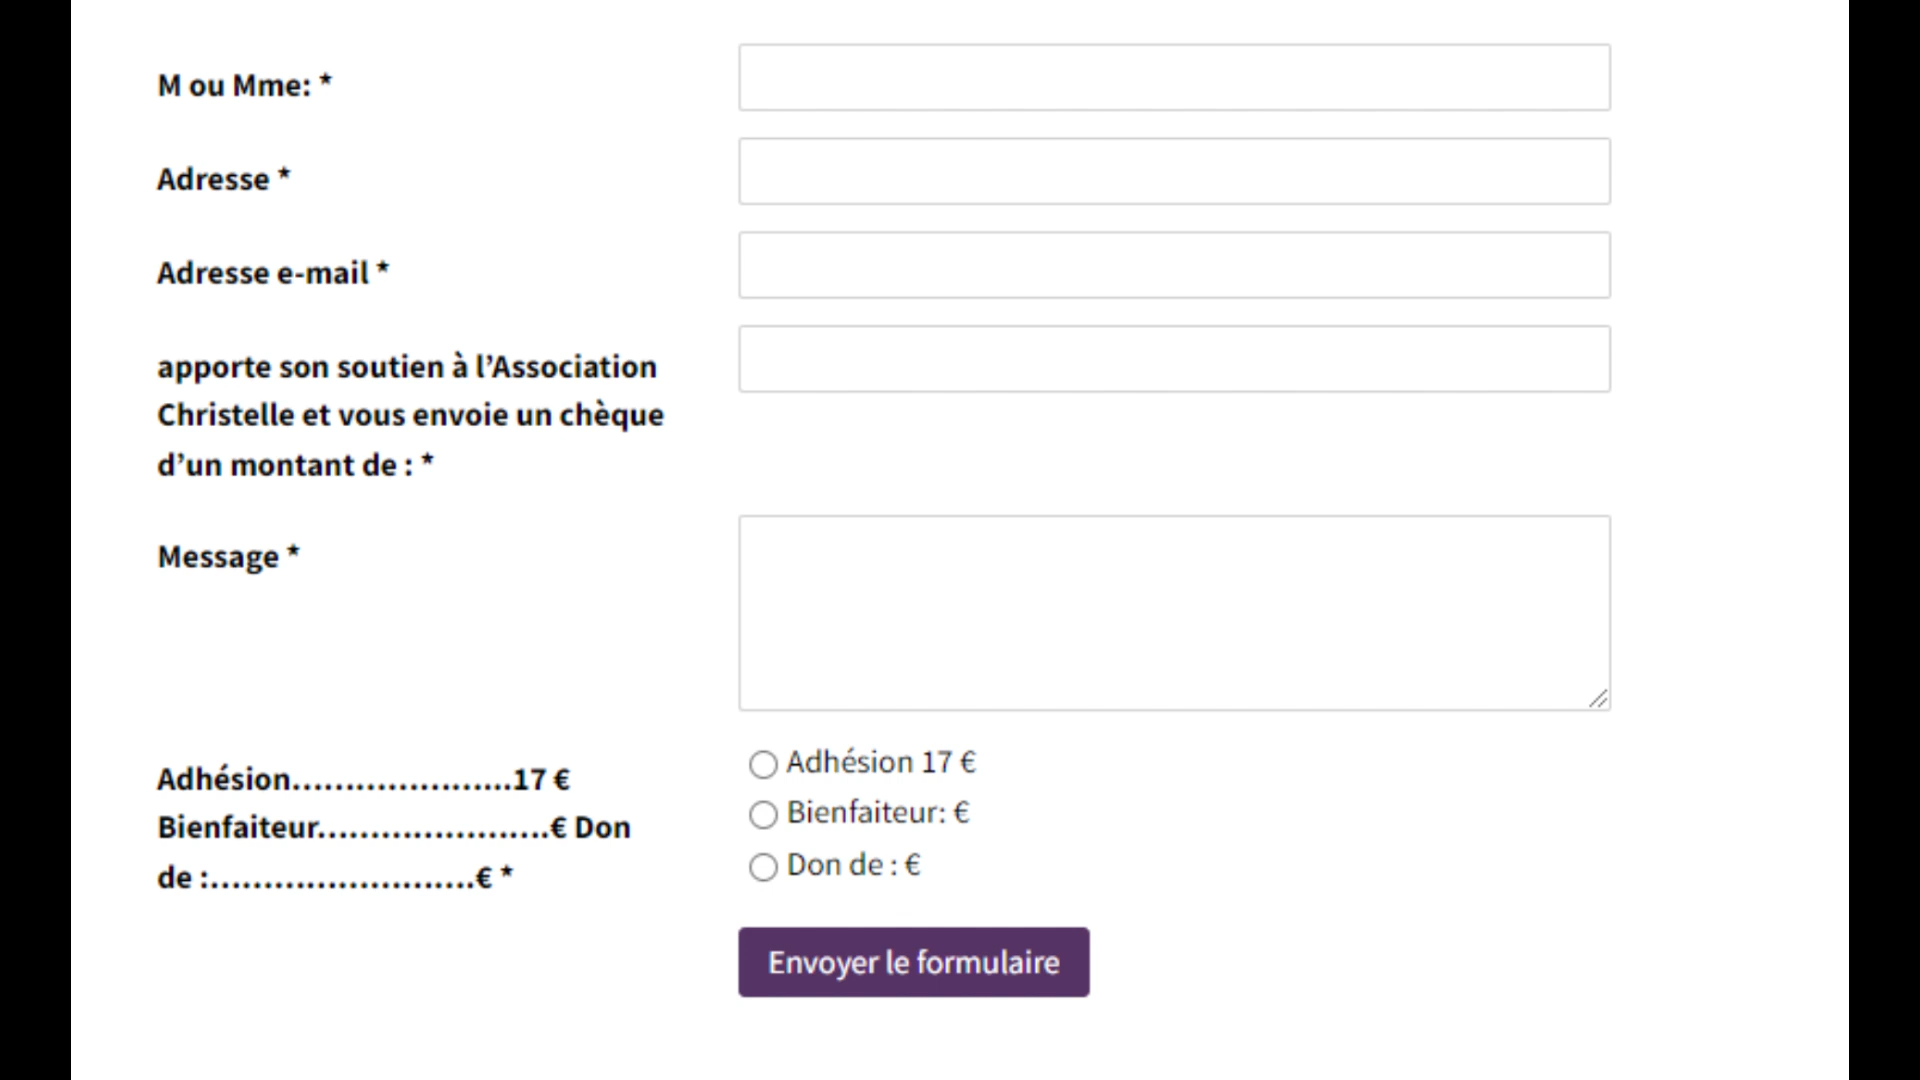 M ou Mme: *
Adresse *
Adresse e-mail *
apporte son soutien à l’Association
Christelle et vous envoie un chèque
d’un montant de : *
Message *
Adhésion…………………..17 €
Bienfaiteur…………………..€ Don
de :…………………….€ *
Adhésion 17 €
Bienfaiteur: €
Don de : €
Envoyer le formulaire